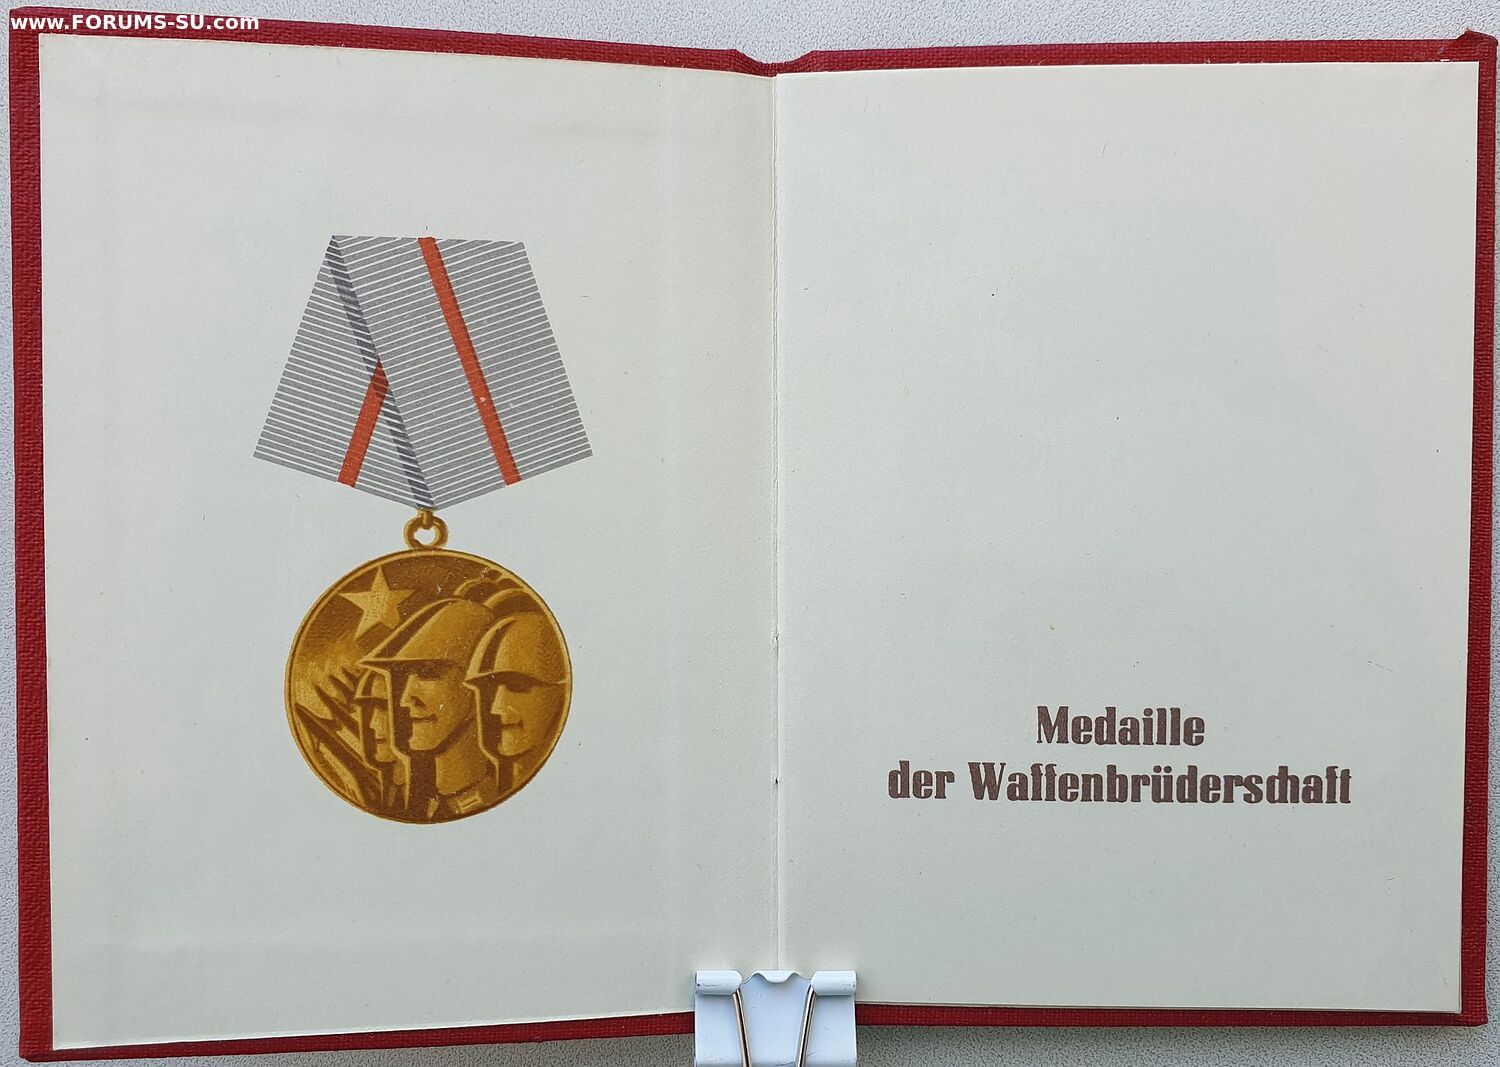 www.FORUMS-SU.com
Medaille
der Waffenbrüderschaft